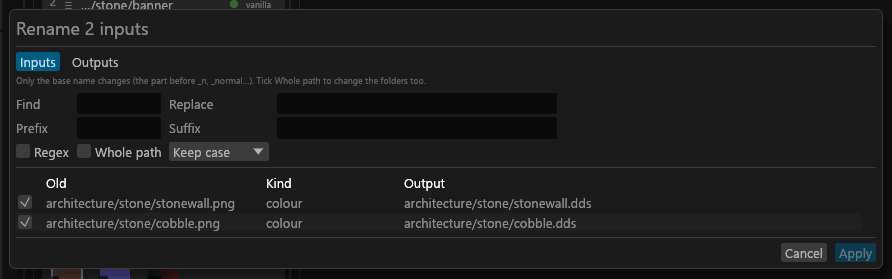 2 .../stone/banner vanilla
Rename 2 inputs
Inputs Outputs
Only the base name changes (the part before _n, _normal...). Tick Whole path to change the folders too.
Find Replace
Prefix Suffix
Regex Whole path Keep case
Old Kind Output
architecture/stone/stonewall.png colour architecture/stone/stonewall.dds
architecture/stone/cobble.png colour architecture/stone/cobble.dds
Cancel Apply